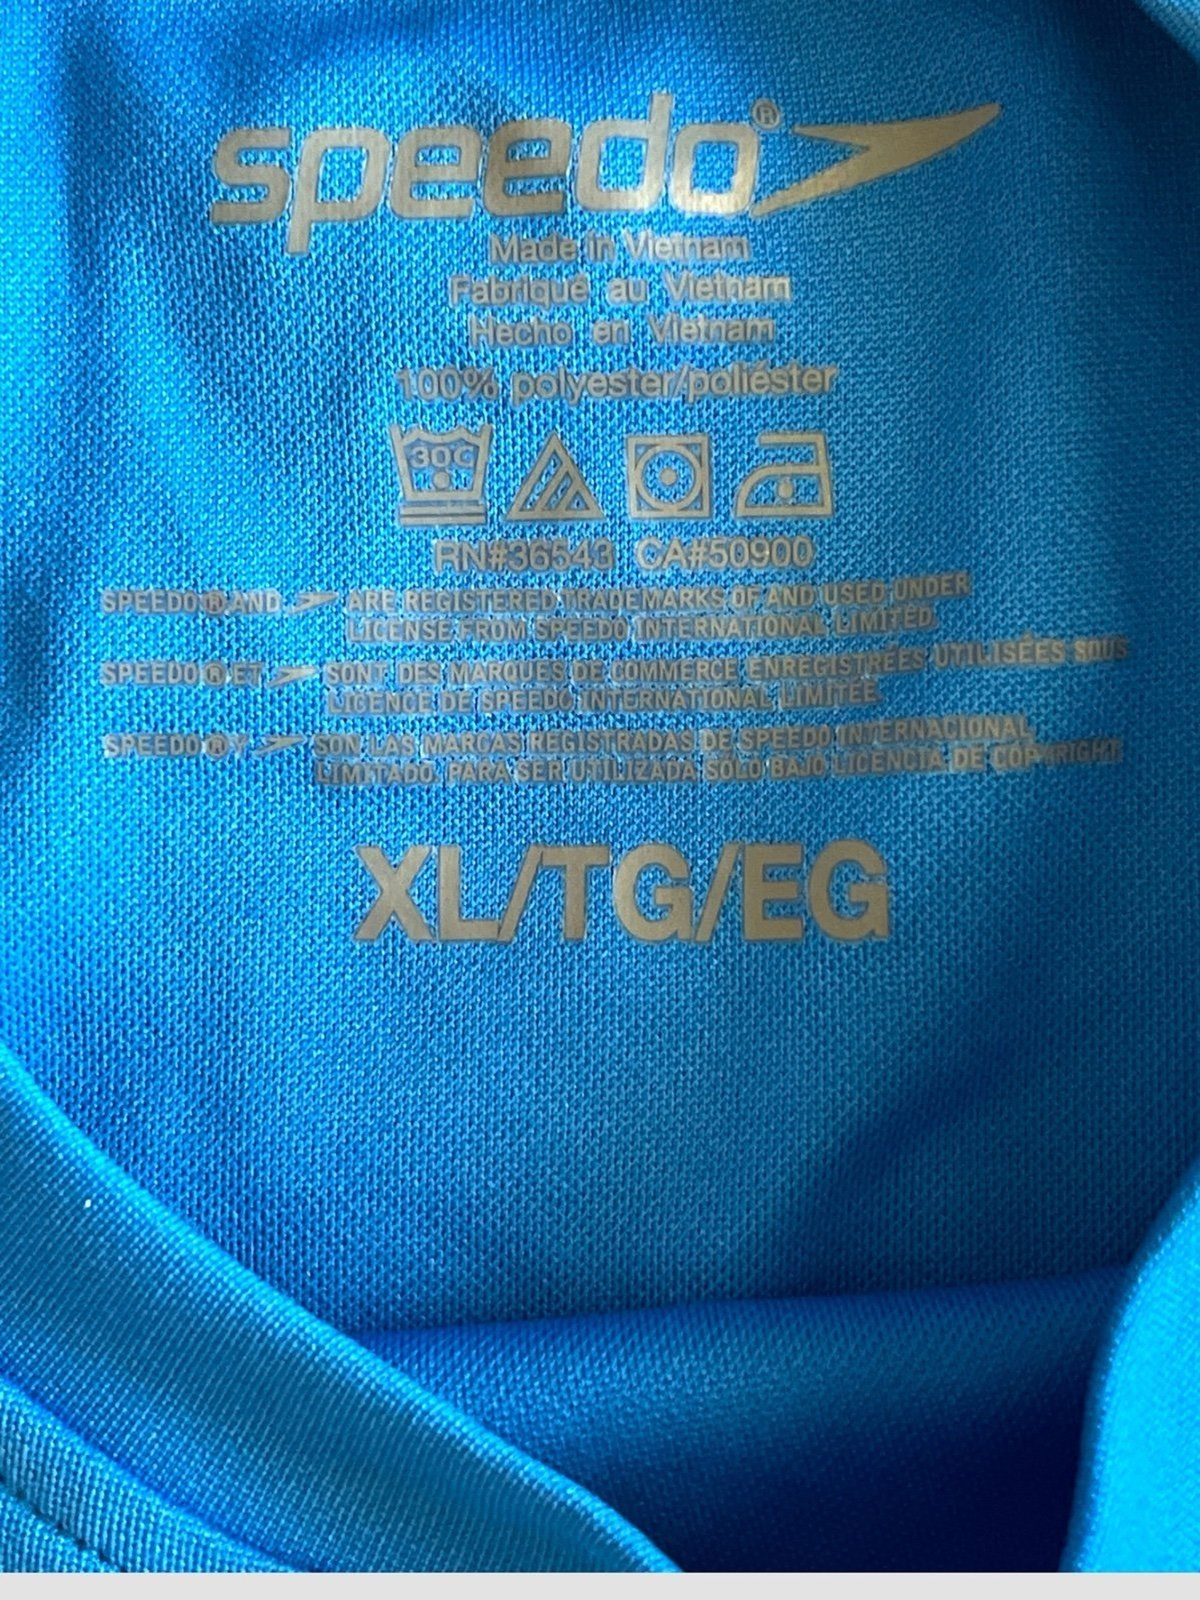 speedo®
Made in Vietnam
Fabriqué au Vietnam
Hecho en Vietnam
100% polyester/poliéster
30C
RN#36543 CA#50900
SPEEDO® AND ARE REGISTERED TRADEMARKS OF AND USED UNDER
LICENSE FROM SPEEDO INTERNATIONAL LIMITED.
SPEEDO® ET SONT DES MARQUES DE COMMERCE ENREGISTRÉES UTILISÉES SOUS
LICENCE DE SPEEDO INTERNATIONAL LIMITÉE.
SPEEDO® Y SON LAS MARCAS REGISTRADAS DE SPEEDO INTERNACIONAL
LIMITADO, PARA SER UTILIZADA SÓLO BAJO LICENCIA DE COPYRIGHT
XL/TG/EG